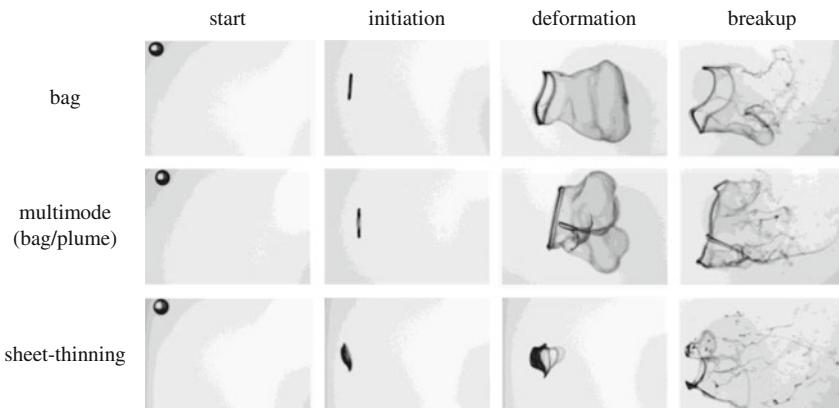 start initiation deformation breakup
bag
multimode
(bag/plume)
sheet-thinning